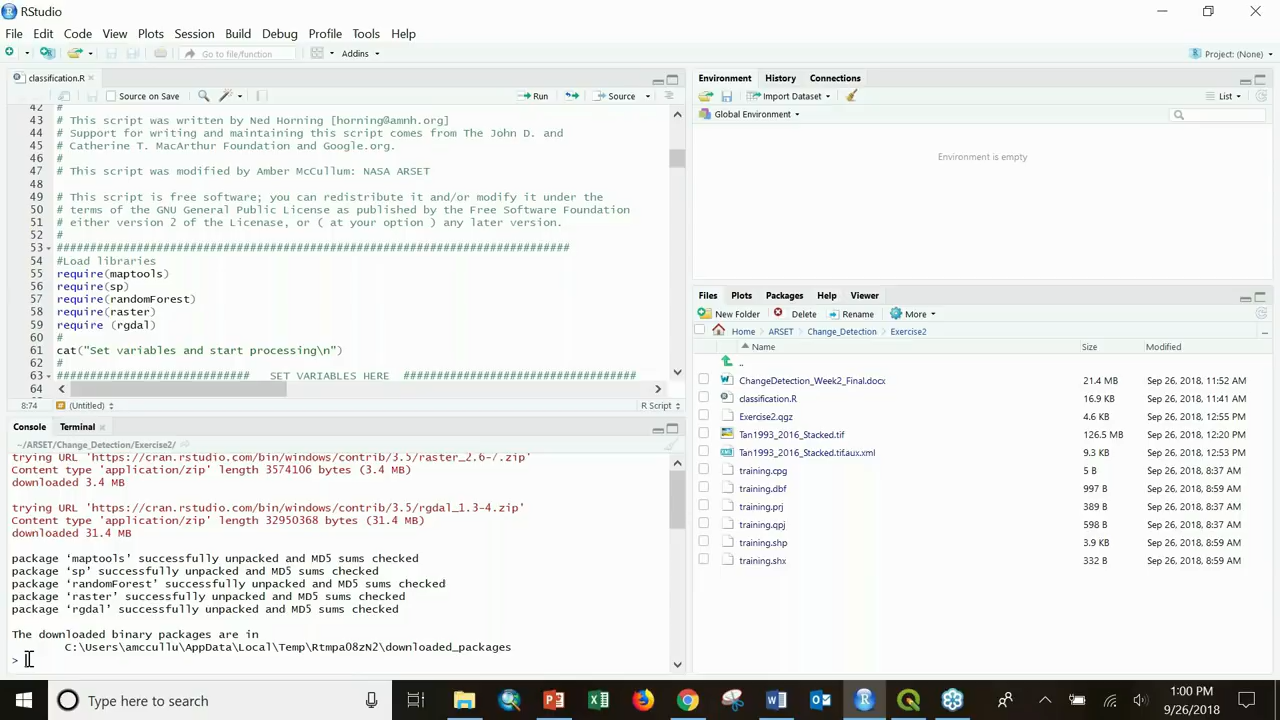 RStudio
File Edit Code View Plots Session Build Debug Profile Tools Help
Go to file/function Addins Project: (None)
classification.R
Source on Save Run Source
42 #
43 # This script was written by Ned Horning [horning@amnh.org]
44 # Support for writing and maintaining this script comes from The John D. and
45 # Catherine T. MacArthur Foundation and Google.org.
46 #
47 # This script was modified by Amber McCullum: NASA ARSET
48
49 # This script is free software; you can redistribute it and/or modify it under the
50 # terms of the GNU General Public License as published by the Free Software Foundation
51 # either version 2 of the Licenase, or ( at your option ) any later version.
52 #
53 ##############################################################################
54 #Load libraries
55 require(maptools)
56 require(sp)
57 require(randomForest)
58 require(raster)
59 require (rgdal)
60 #
61 cat("Set variables and start processing\n")
62 #
63 ############################# SET VARIABLES HERE ###################################
64
8:74 (Untitled) R Script
Console Terminal
~/ARSET/Change_Detection/Exercise2/
trying URL 'https://cran.rstudio.com/bin/windows/contrib/3.5/raster_2.6-7.zip'
Content type 'application/zip' length 3574106 bytes (3.4 MB)
downloaded 3.4 MB
trying URL 'https://cran.rstudio.com/bin/windows/contrib/3.5/rgdal_1.3-4.zip'
Content type 'application/zip' length 32950368 bytes (31.4 MB)
downloaded 31.4 MB
package ‘maptools’ successfully unpacked and MD5 sums checked
package ‘sp’ successfully unpacked and MD5 sums checked
package ‘randomForest’ successfully unpacked and MD5 sums checked
package ‘raster’ successfully unpacked and MD5 sums checked
package ‘rgdal’ successfully unpacked and MD5 sums checked
The downloaded binary packages are in
C:\Users\amccullu\AppData\Local\Temp\Rtmpa08zN2\downloaded_packages
>
Environment History Connections
Import Dataset List
Global Environment
Environment is empty
Files Plots Packages Help Viewer
New Folder Delete Rename More
Home ARSET Change_Detection Exercise2
Name Size Modified
..
ChangeDetection_Week2_Final.docx 21.4 MB Sep 26, 2018, 11:52 AM
classification.R 16.9 KB Sep 26, 2018, 11:41 AM
Exercise2.qgz 4.6 KB Sep 26, 2018, 12:55 PM
Tan1993_2016_Stacked.tif 126.5 MB Sep 26, 2018, 12:20 PM
Tan1993_2016_Stacked.tif.aux.xml 9.3 KB Sep 26, 2018, 12:53 PM
training.cpg 5 B Sep 26, 2018, 8:37 AM
training.dbf 997 B Sep 26, 2018, 8:59 AM
training.prj 389 B Sep 26, 2018, 8:37 AM
training.qpj 598 B Sep 26, 2018, 8:37 AM
training.shp 3.9 KB Sep 26, 2018, 8:59 AM
training.shx 332 B Sep 26, 2018, 8:59 AM
Type here to search
1:00 PM
9/26/2018